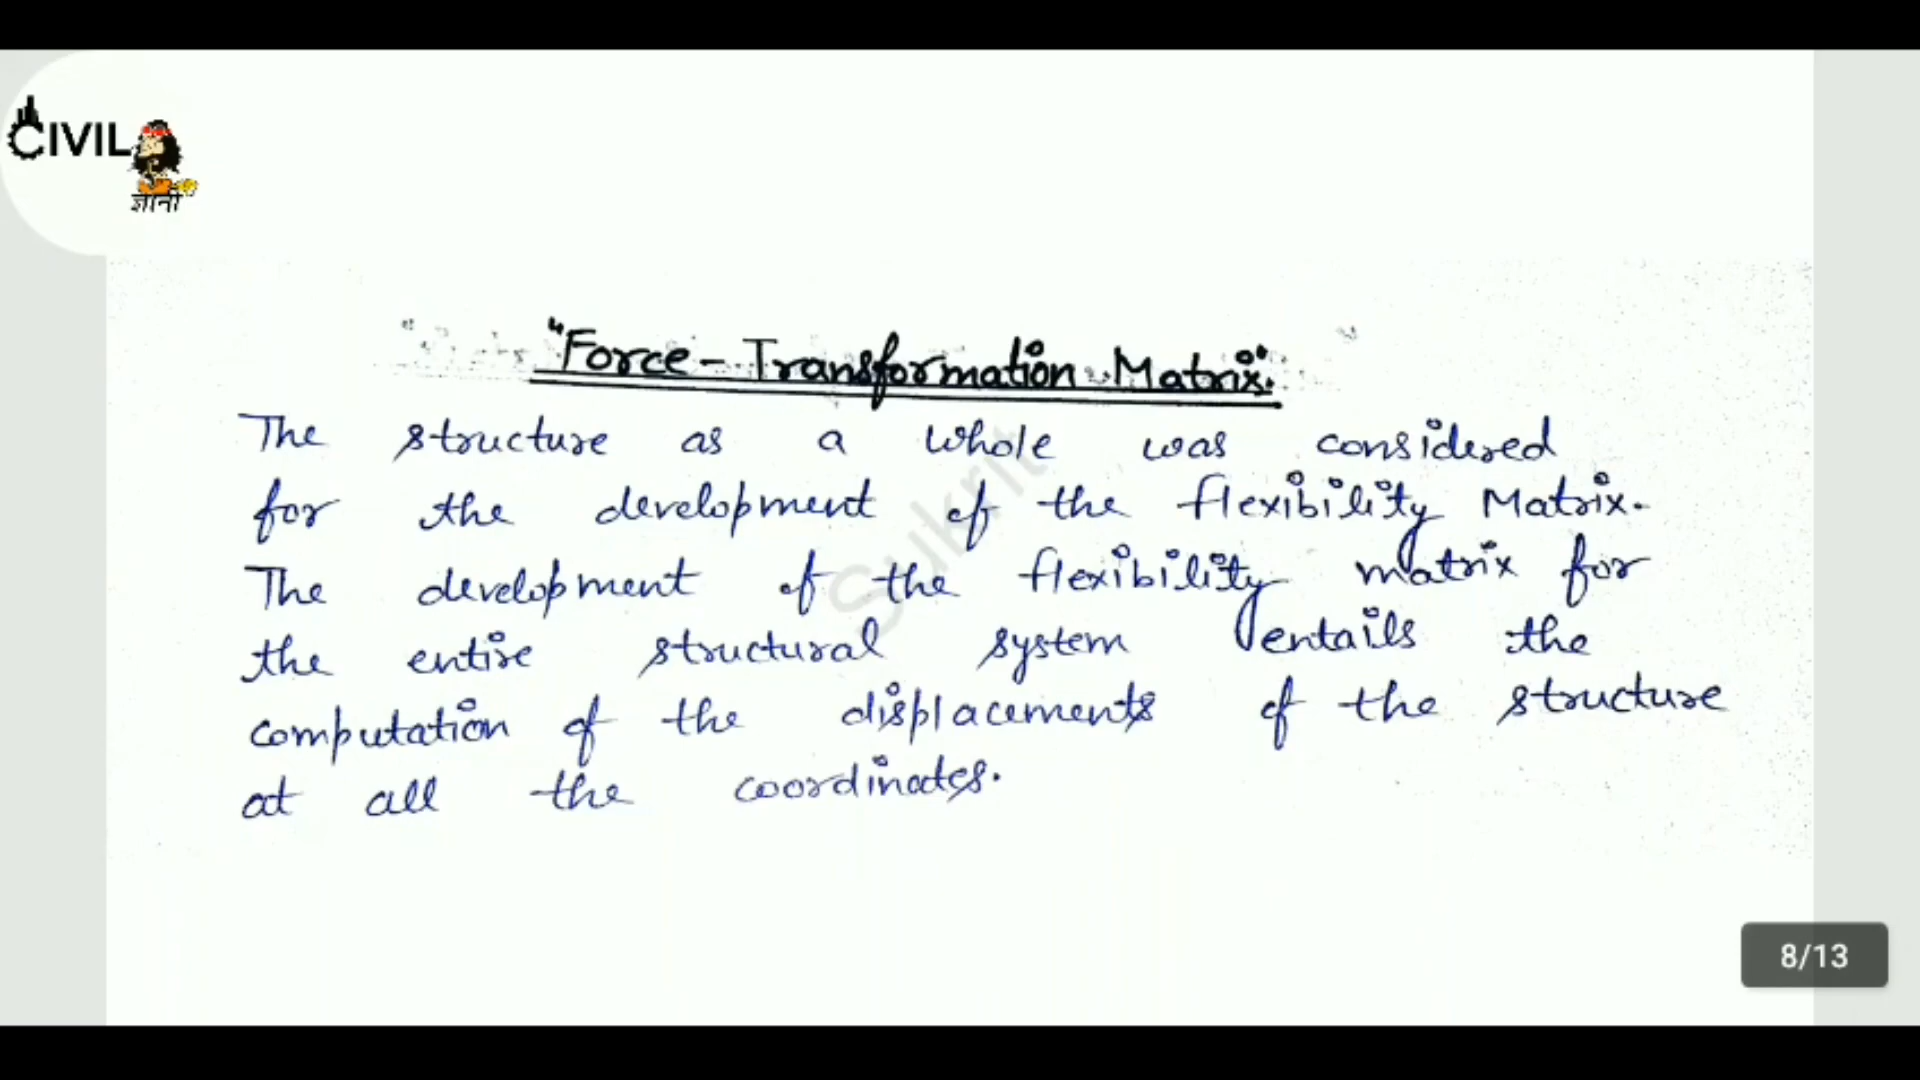 CIVIL
ज्ञानी
"Force - Transformation Matrix."
The structure as a whole was considered
for the development of the flexibility Matrix.
The development of the flexibility matrix for
the entire structural system entails the
computation of the displacements of the structure
at all the coordinates.
Sukrit
8/13